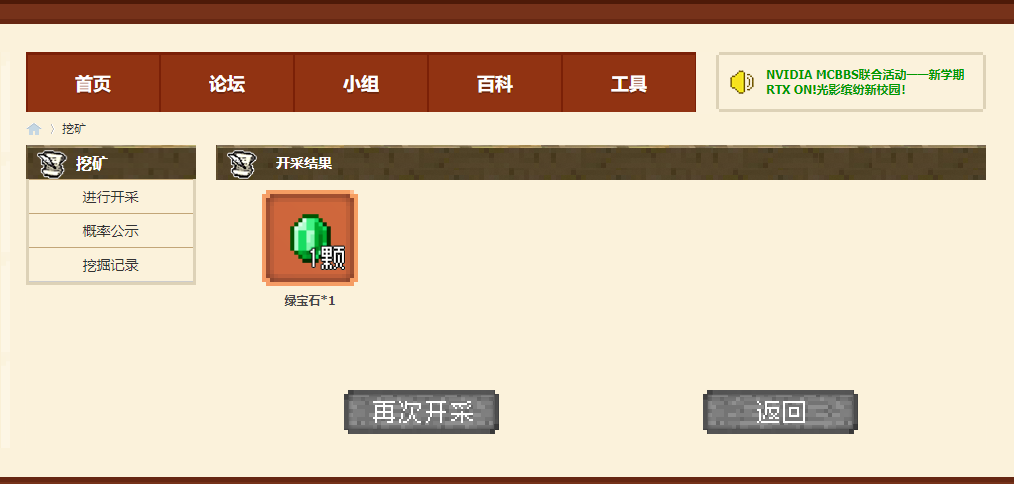 首页 论坛 小组 百科 工具
NVIDIA MCBBS联合活动——新学期
RTX ON!光影缤纷新校园!
挖矿
挖矿
进行开采
概率公示
挖掘记录
开采结果
1颗
绿宝石*1
再次开采
返回